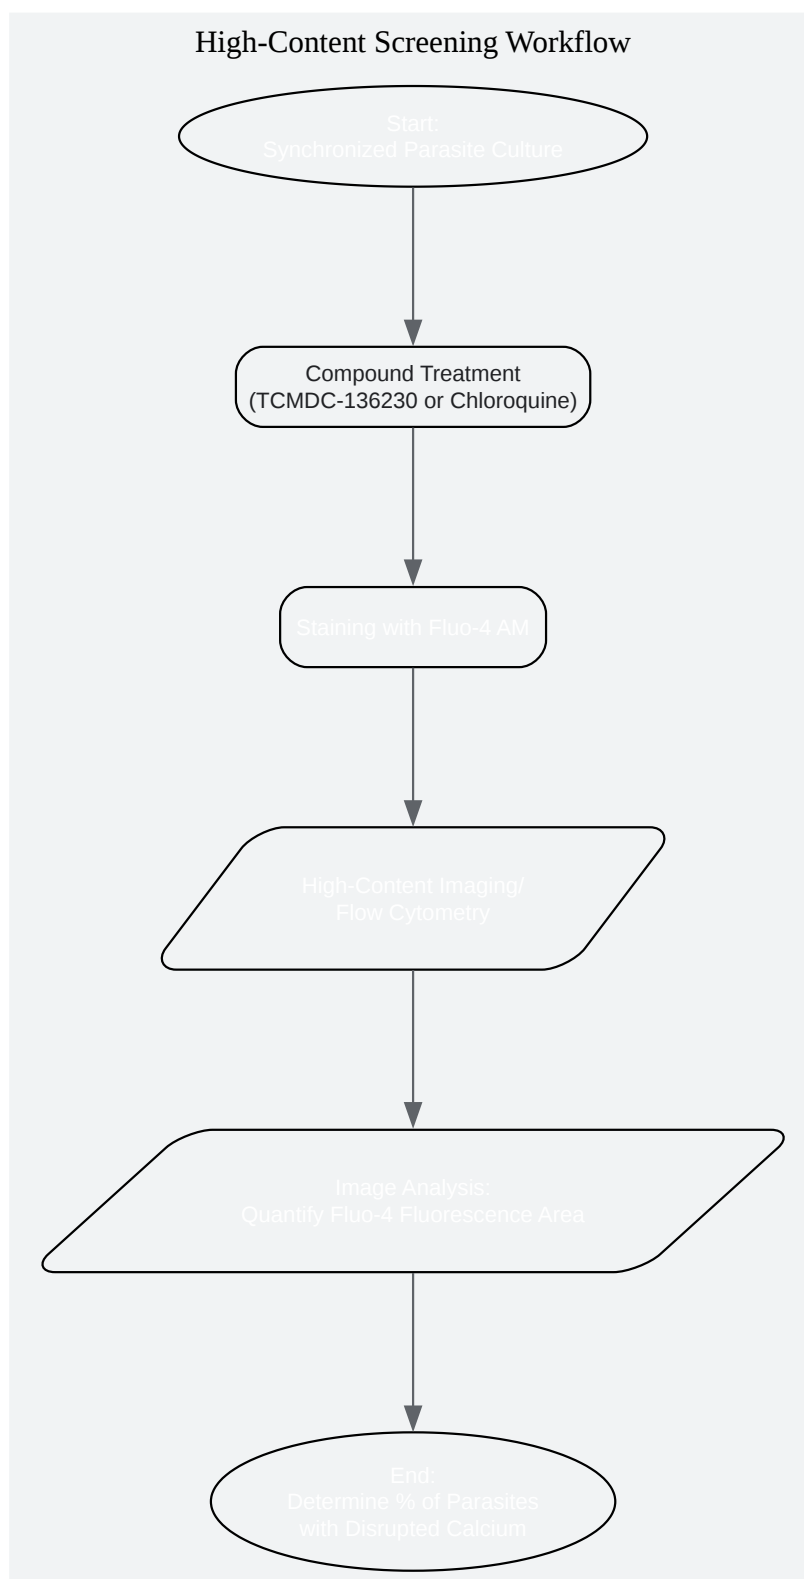 High-Content Screening Workflow
Start:
Synchronized Parasite Culture
Compound Treatment
(TCMDC-136230 or Chloroquine)
Staining with Fluo-4 AM
High-Content Imaging/
Flow Cytometry
Image Analysis:
Quantify Fluo-4 Fluorescence Area
End:
Determine % of Parasites
with Disrupted Calcium